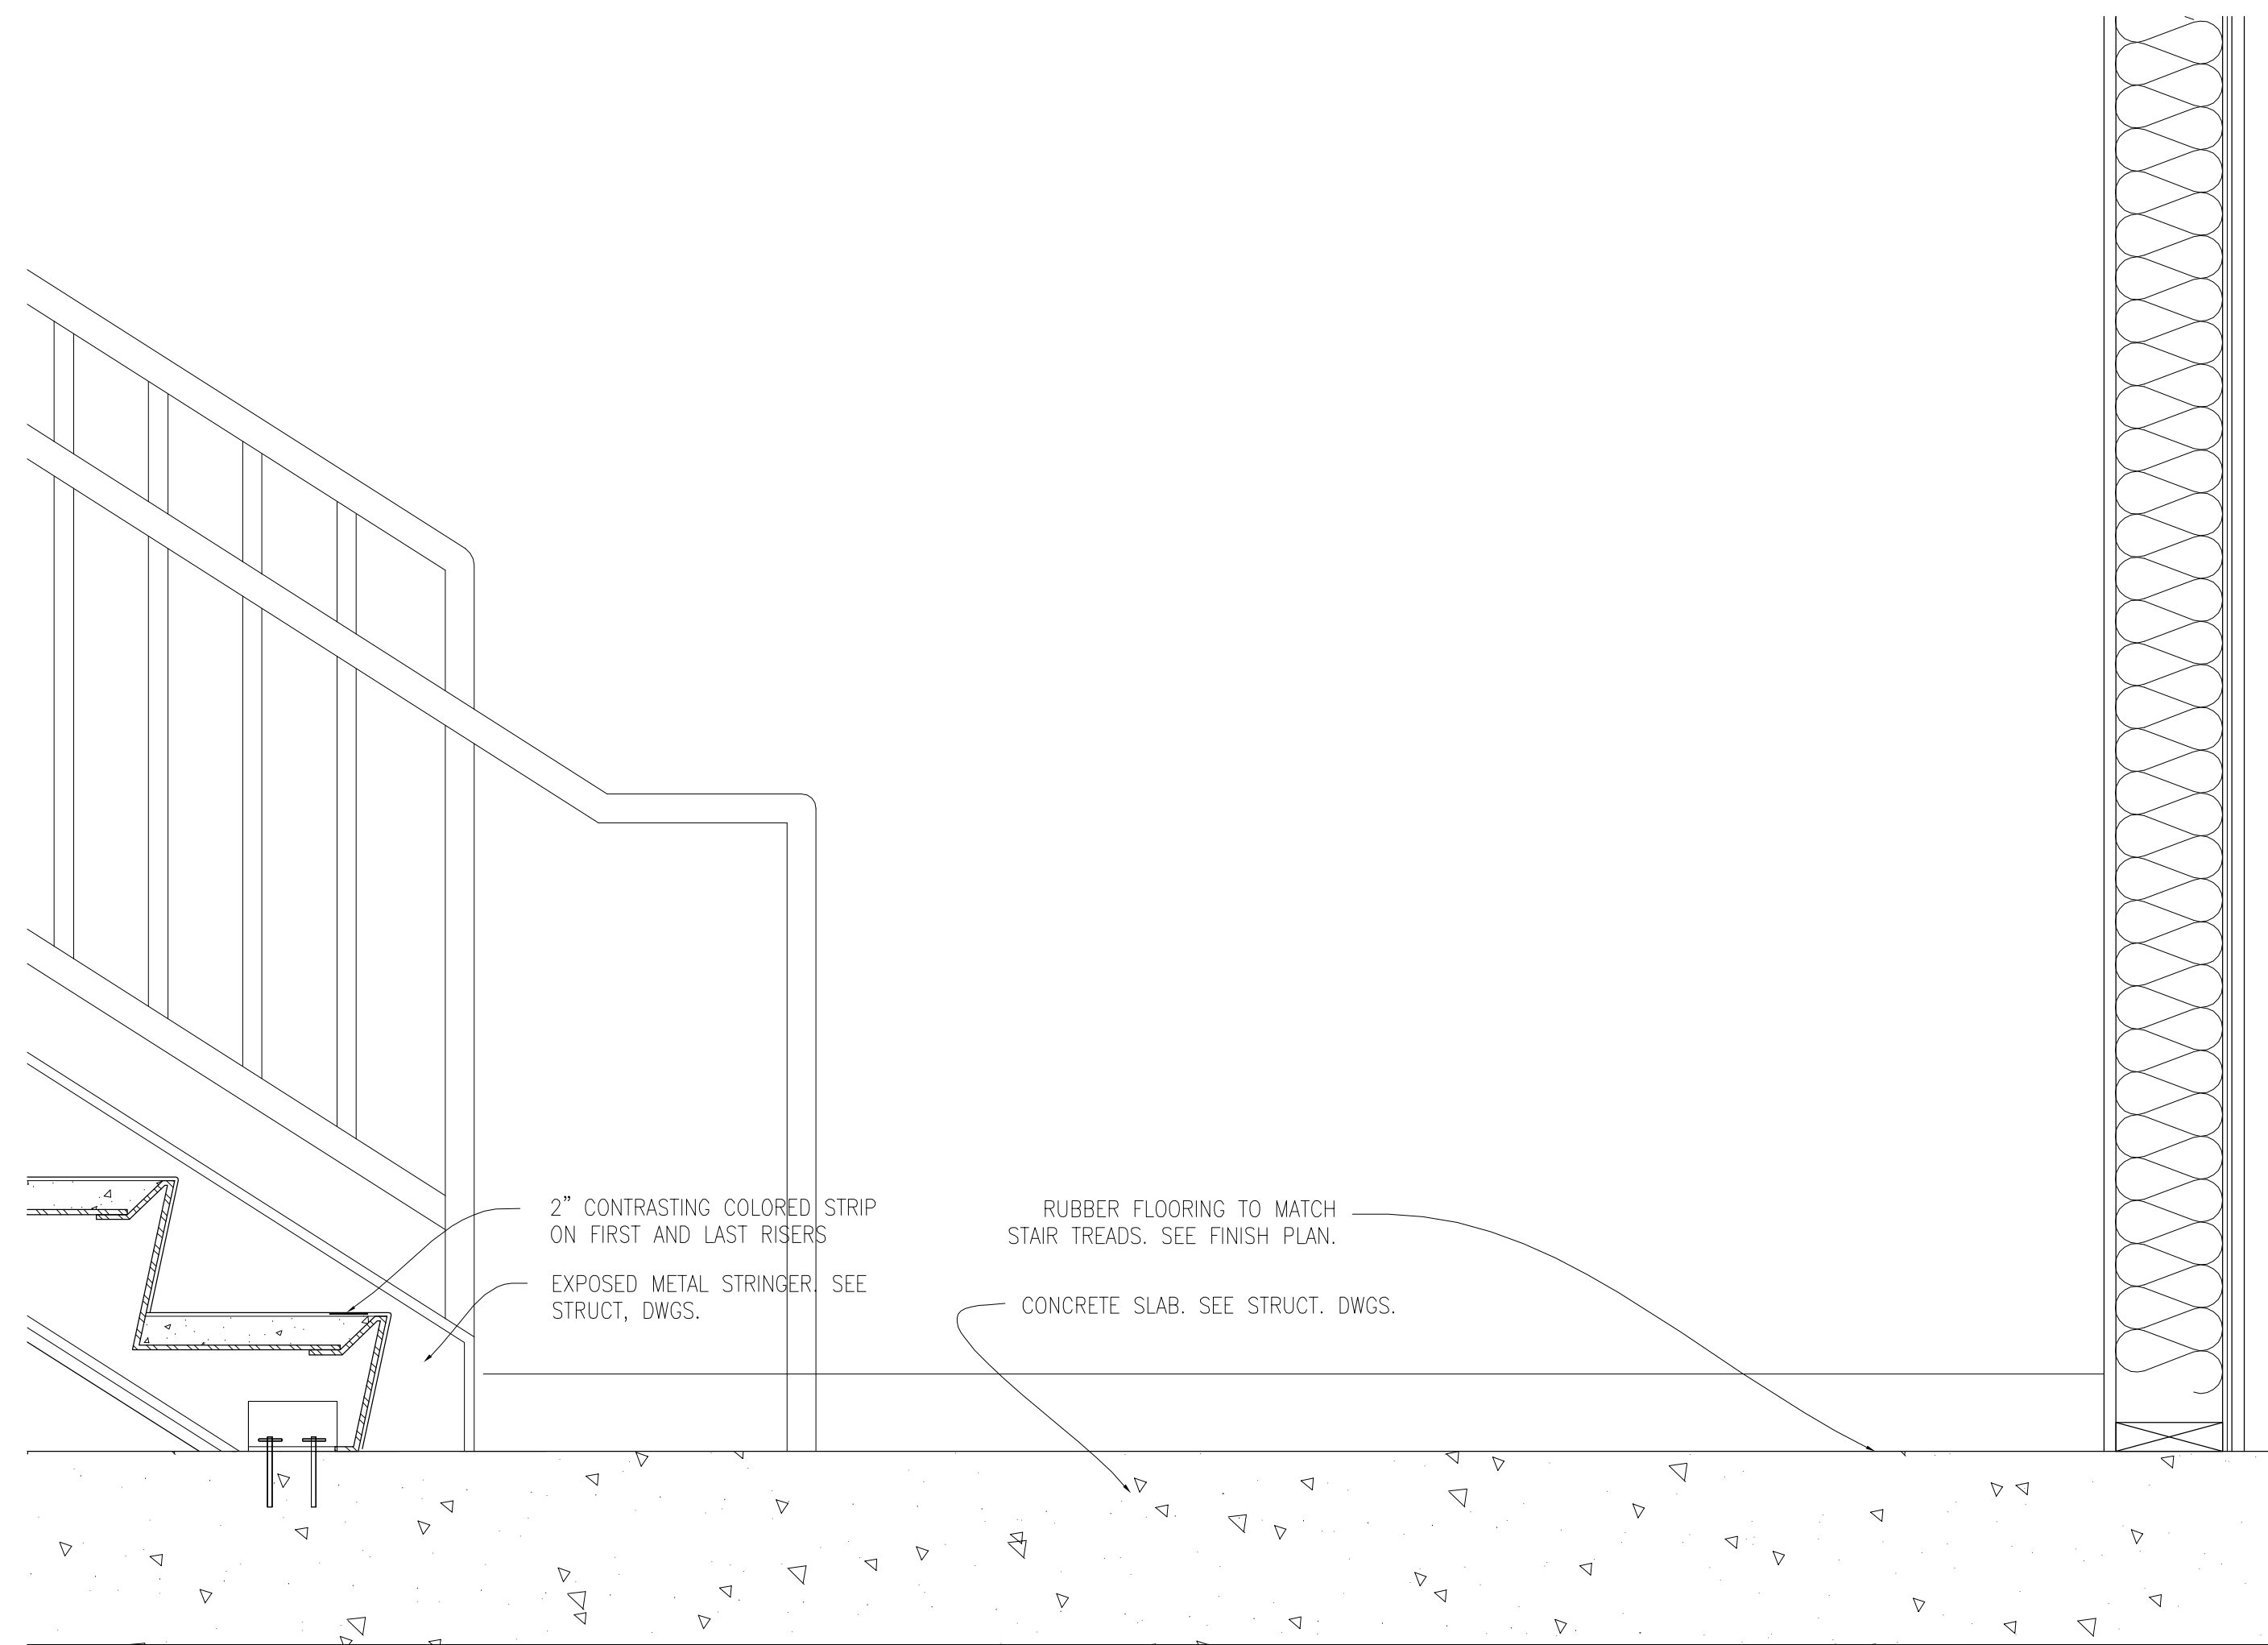 2” CONTRASTING COLORED STRIP
ON FIRST AND LAST RISERS
EXPOSED METAL STRINGER. SEE
STRUCT, DWGS.
RUBBER FLOORING TO MATCH
STAIR TREADS. SEE FINISH PLAN.
CONCRETE SLAB. SEE STRUCT. DWGS.